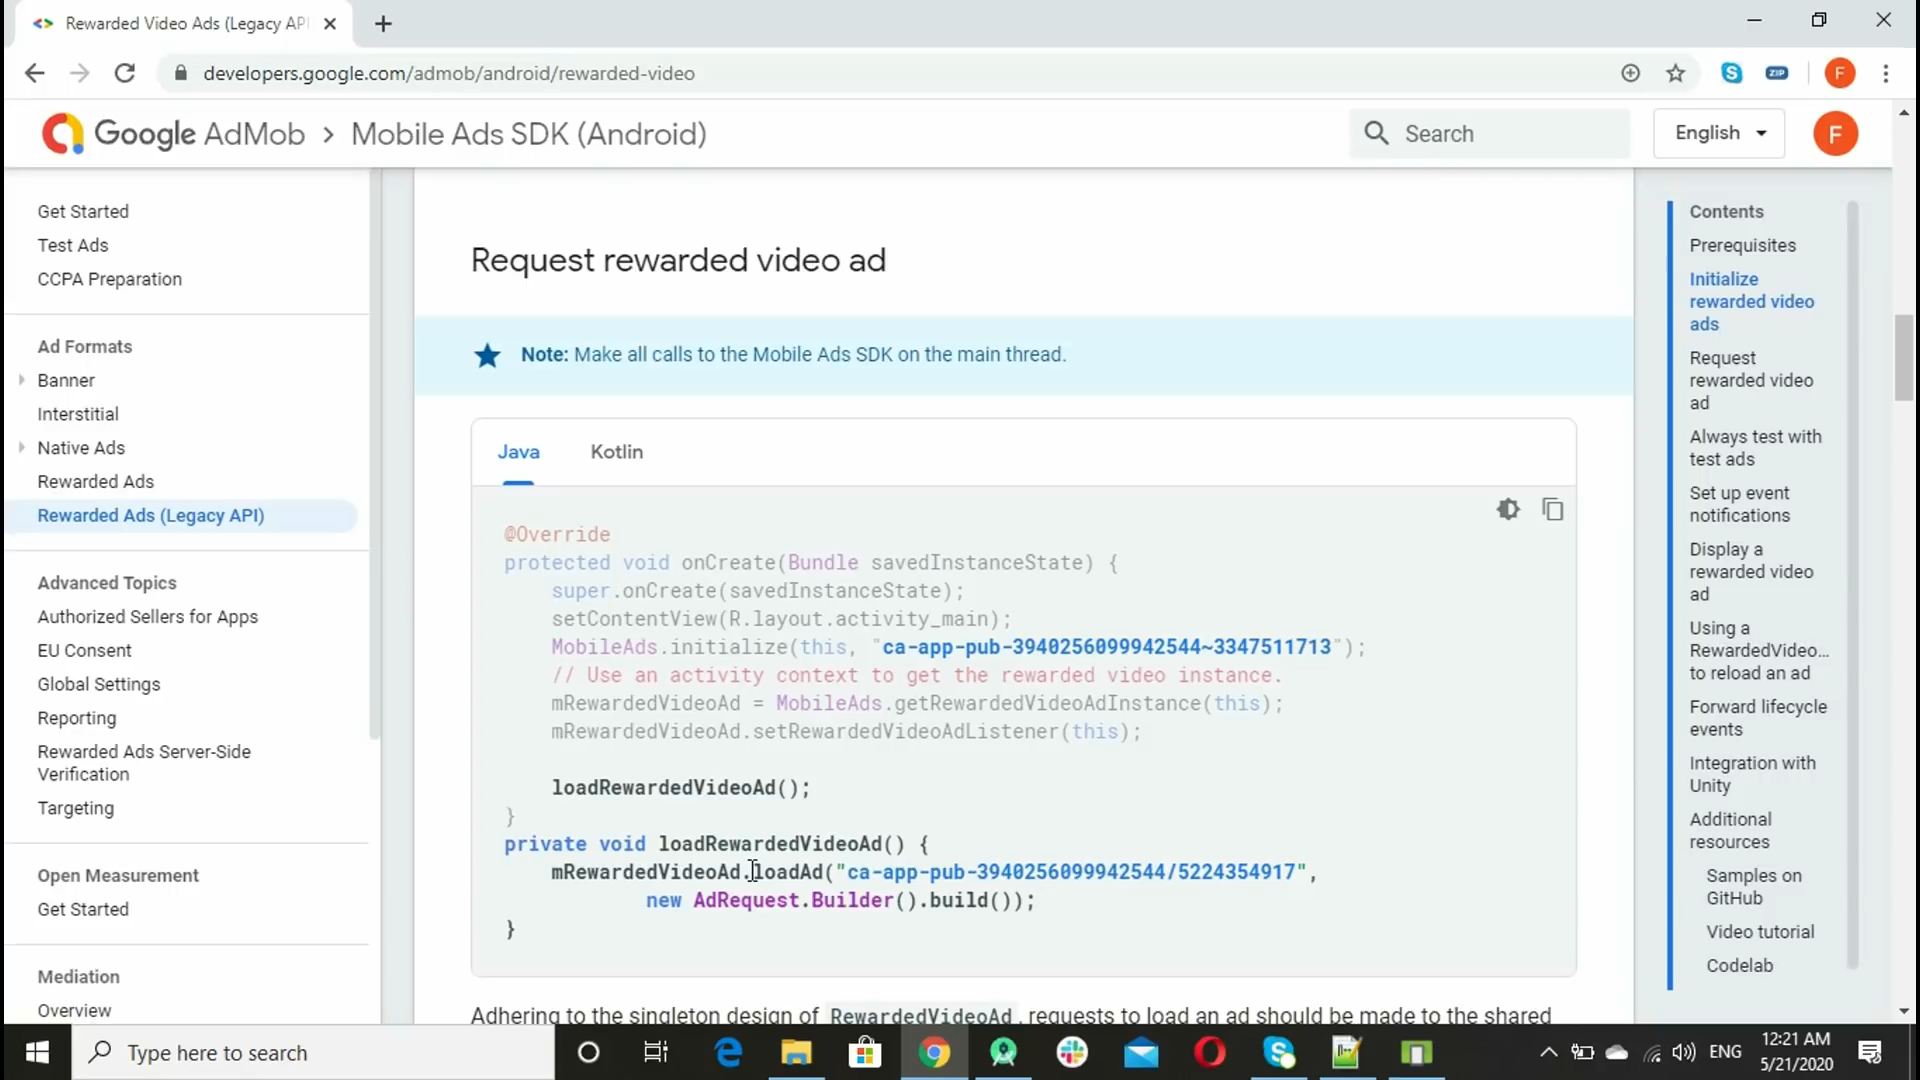 Rewarded Video Ads (Legacy API
developers.google.com/admob/android/rewarded-video
ZIP
F
Google AdMob > Mobile Ads SDK (Android)
Search
English
F
Get Started
Test Ads
CCPA Preparation
Ad Formats
Banner
Interstitial
Native Ads
Rewarded Ads
Rewarded Ads (Legacy API)
Advanced Topics
Authorized Sellers for Apps
EU Consent
Global Settings
Reporting
Rewarded Ads Server-Side
Verification
Targeting
Open Measurement
Get Started
Mediation
Overview
Request rewarded video ad
Note: Make all calls to the Mobile Ads SDK on the main thread.
Java
Kotlin
@Override
protected void onCreate(Bundle savedInstanceState) {
super.onCreate(savedInstanceState);
setContentView(R.layout.activity_main);
MobileAds.initialize(this, "ca-app-pub-3940256099942544~3347511713");
// Use an activity context to get the rewarded video instance.
mRewardedVideoAd = MobileAds.getRewardedVideoAdInstance(this);
mRewardedVideoAd.setRewardedVideoAdListener(this);
loadRewardedVideoAd();
}
private void loadRewardedVideoAd() {
mRewardedVideoAd.loadAd("ca-app-pub-3940256099942544/5224354917",
new AdRequest.Builder().build());
}
Adhering to the singleton design of RewardedVideoAd, requests to load an ad should be made to the shared
Contents
Prerequisites
Initialize
rewarded video
ads
Request
rewarded video
ad
Always test with
test ads
Set up event
notifications
Display a
rewarded video
ad
Using a
RewardedVideo...
to reload an ad
Forward lifecycle
events
Integration with
Unity
Additional
resources
Samples on
GitHub
Video tutorial
Codelab
Type here to search
ENG
12:21 AM
5/21/2020